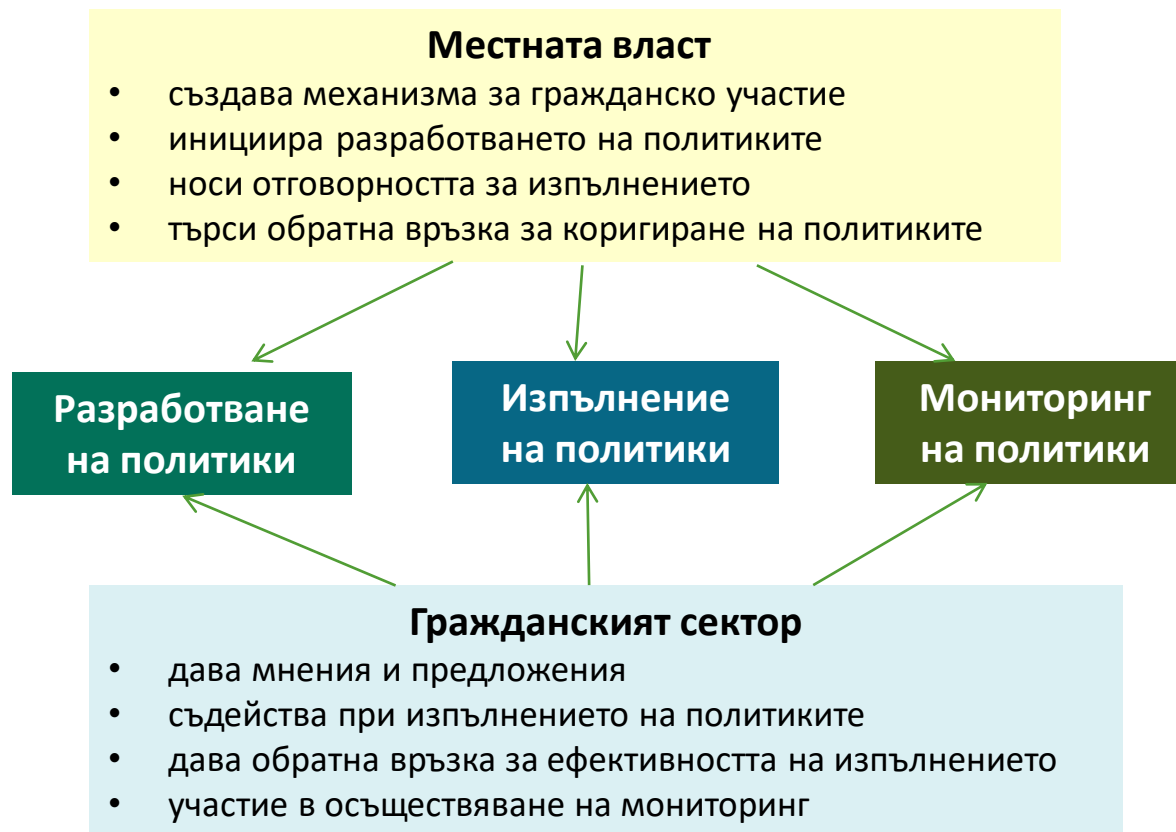 Местната власт
• създава механизма за гражданско участие
• инициира разработването на политиките
• носи отговорността за изпълнението
• търси обратна връзка за коригиране на политиките
Разработване
на политики
Изпълнение
на политики
Мониторинг
на политики
Гражданският сектор
• дава мнения и предложения
• съдейства при изпълнението на политиките
• дава обратна връзка за ефективността на изпълнението
• участие в осъществяване на мониторинг